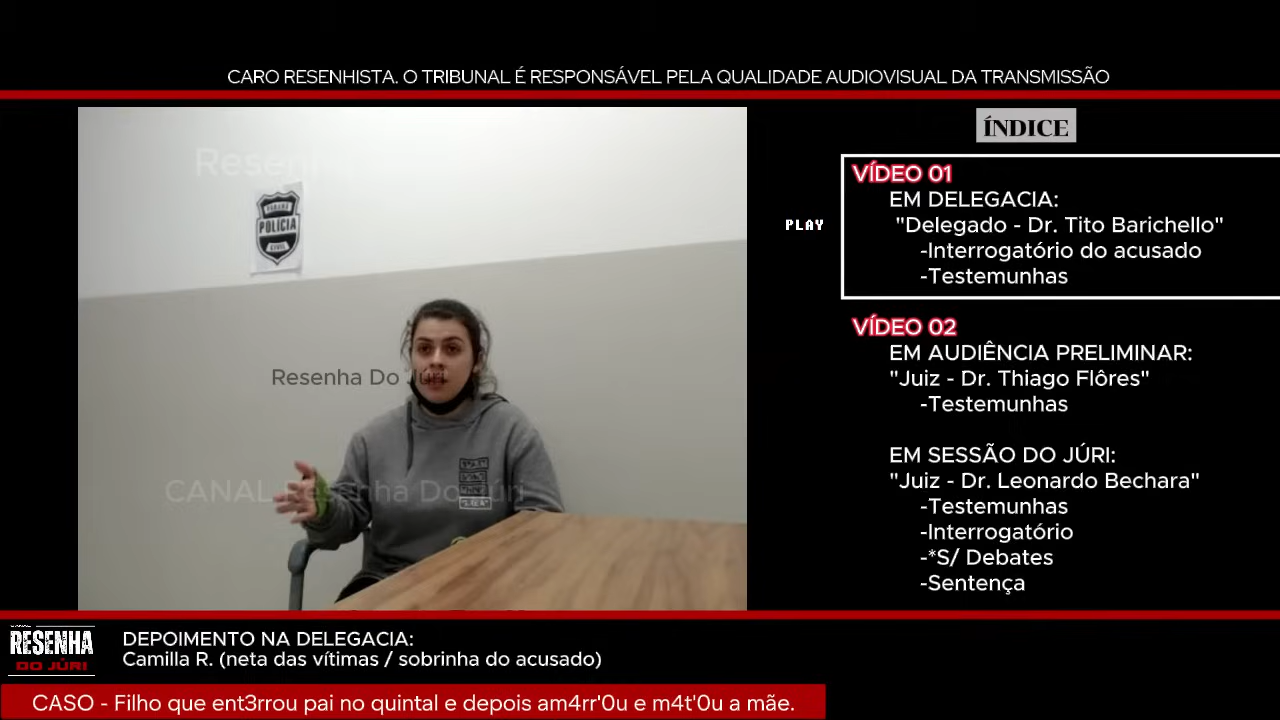 CARO RESENHISTA. O TRIBUNAL É RESPONSÁVEL PELA QUALIDADE AUDIOVISUAL DA TRANSMISSÃO
ÍNDICE
VÍDEO 01
EM DELEGACIA:
"Delegado - Dr. Tito Barichello"
-Interrogatório do acusado
-Testemunhas
PLAY
VÍDEO 02
EM AUDIÊNCIA PRELIMINAR:
"Juiz - Dr. Thiago Flôres"
-Testemunhas
EM SESSÃO DO JÚRI:
"Juiz - Dr. Leonardo Bechara"
-Testemunhas
-Interrogatório
-*S/ Debates
-Sentença
PARANÁ
POLÍCIA
CIVIL
Resenha Do Júri
CANAL Resenha Do Júri
RESENHA
DO JÚRI
DEPOIMENTO NA DELEGACIA:
Camilla R. (neta das vítimas / sobrinha do acusado)
CASO - Filho que ent3rrou pai no quintal e depois am4rr'0u e m4t'0u a mãe.